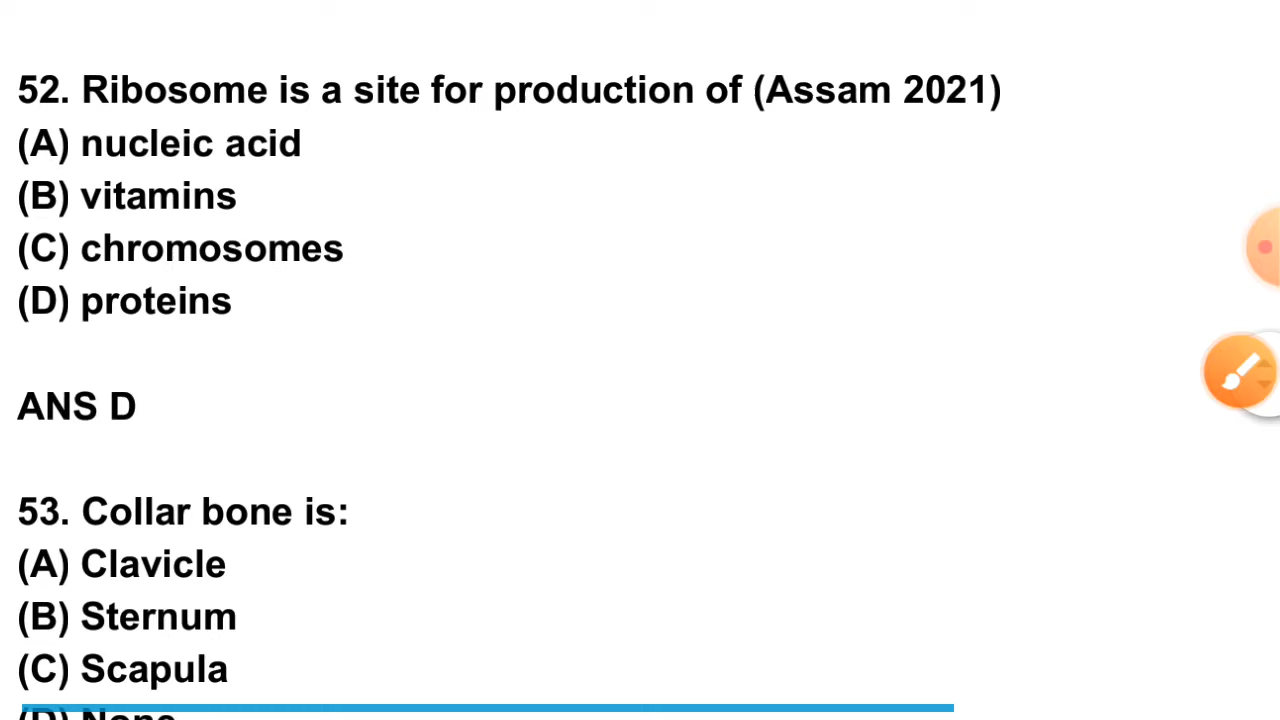 52. Ribosome is a site for production of (Assam 2021)
(A) nucleic acid
(B) vitamins
(C) chromosomes
(D) proteins
ANS D
53. Collar bone is:
(A) Clavicle
(B) Sternum
(C) Scapula
(D) None